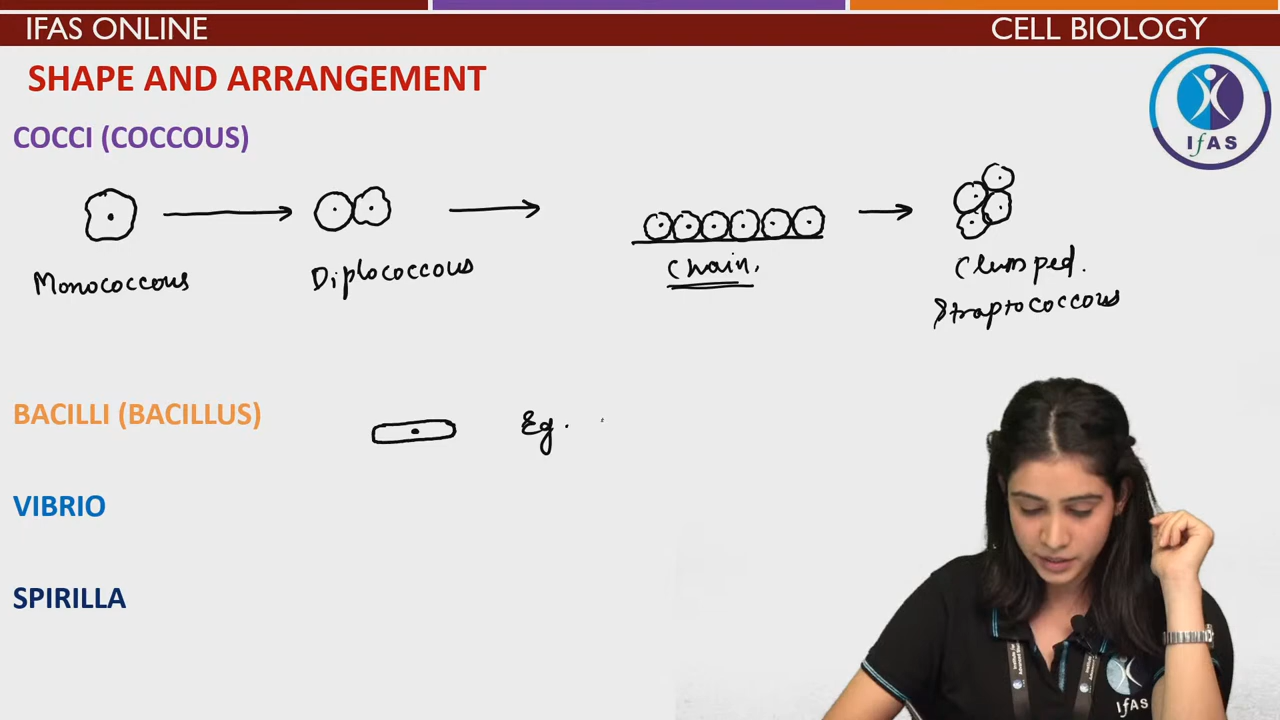 IFAS ONLINE
CELL BIOLOGY
SHAPE AND ARRANGEMENT
IfAS
COCCI (COCCOUS)
Monococcous
Diplococcous
Chain.
Clumped.
Straptococcous
BACILLI (BACILLUS)
Eg.
VIBRIO
SPIRILLA
IfAS